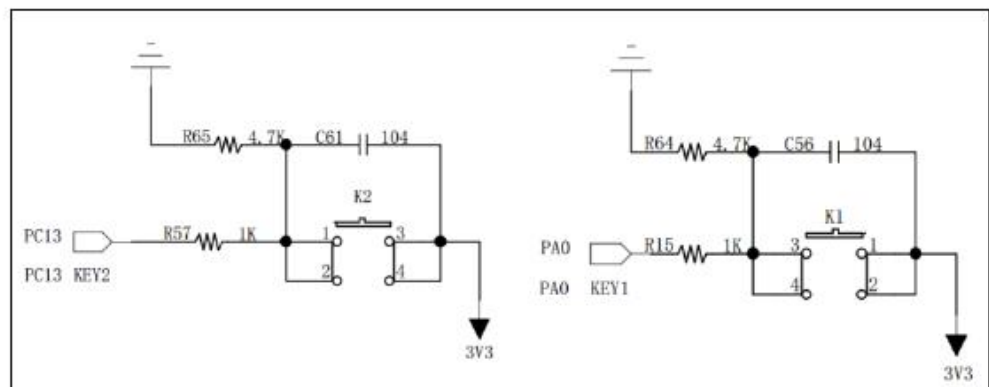 R65 4.7K C61 104
K2
PC13 R57 1K 1 3
PC13 KEY2 2 4
3V3
R64 4.7K C56 104
K1
PA0 R15 1K 3 1
PA0 KEY1 4 2
3V3